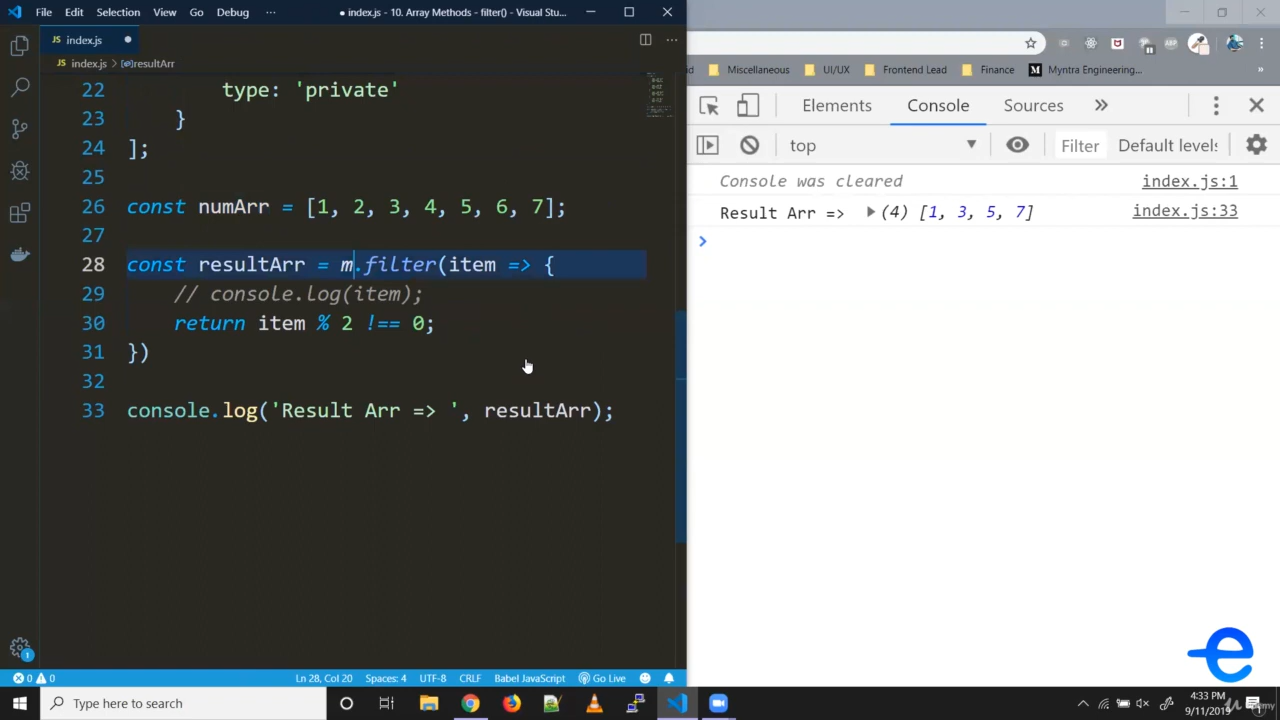 File Edit Selection View Go Debug ··· ● index.js - 10. Array Methods - filter() - Visual Stu...
JS index.js ●
JS index.js > resultArr
22 type: 'private'
23 }
24 ];
25
26 const numArr = [1, 2, 3, 4, 5, 6, 7];
27
28 const resultArr = m.filter(item => {
29 // console.log(item);
30 return item % 2 !== 0;
31 })
32
33 console.log('Result Arr => ', resultArr);
Miscellaneous UI/UX Frontend Lead Finance Myntra Engineering... »
Elements Console Sources »
top Filter Default levels
Console was cleared index.js:1
Result Arr => (4) [1, 3, 5, 7] index.js:33
0 0 Ln 28, Col 20 Spaces: 4 UTF-8 CRLF Babel JavaScript Go Live
Type here to search
4:33 PM
9/11/2019